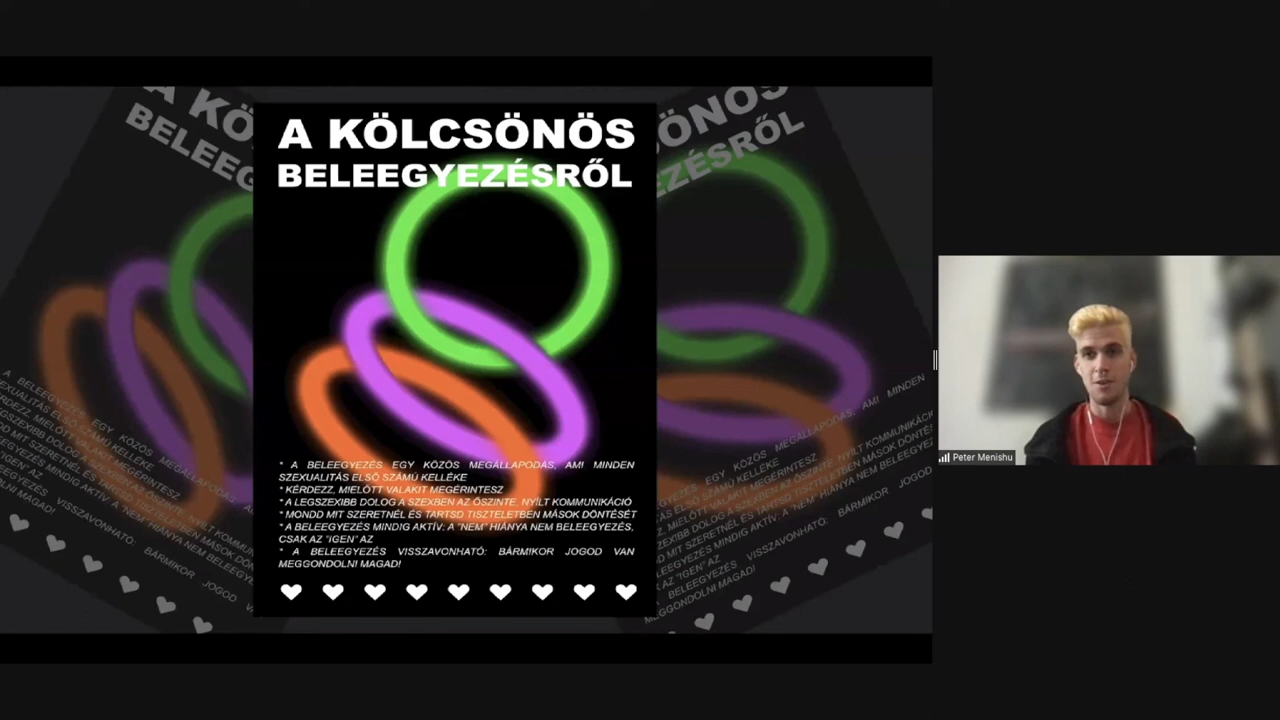 A KÖLCSÖNÖS
BELEEGYEZÉSRŐL
* A BELEEGYEZÉS EGY KÖZÖS MEGÁLLAPODÁS, AMI MINDEN
SZEXUALITÁS ELSŐ SZÁMÚ KELLÉKE
* KÉRDEZZ, MIELŐTT VALAKIT MEGÉRINTESZ
* A LEGSZEXIBB DOLOG A SZEXBEN AZ ŐSZINTE, NYÍLT KOMMUNIKÁCIÓ
* MONDD MIT SZERETNÉL ÉS TARTSD TISZTELETBEN MÁSOK DÖNTÉSÉT
* A BELEEGYEZÉS MINDIG AKTÍV: A "NEM" HIÁNYA NEM BELEEGYEZÉS,
CSAK AZ "IGEN" AZ
* A BELEEGYEZÉS VISSZAVONHATÓ: BÁRMIKOR JOGOD VAN
MEGGONDOLNI MAGAD!
Peter Menishu